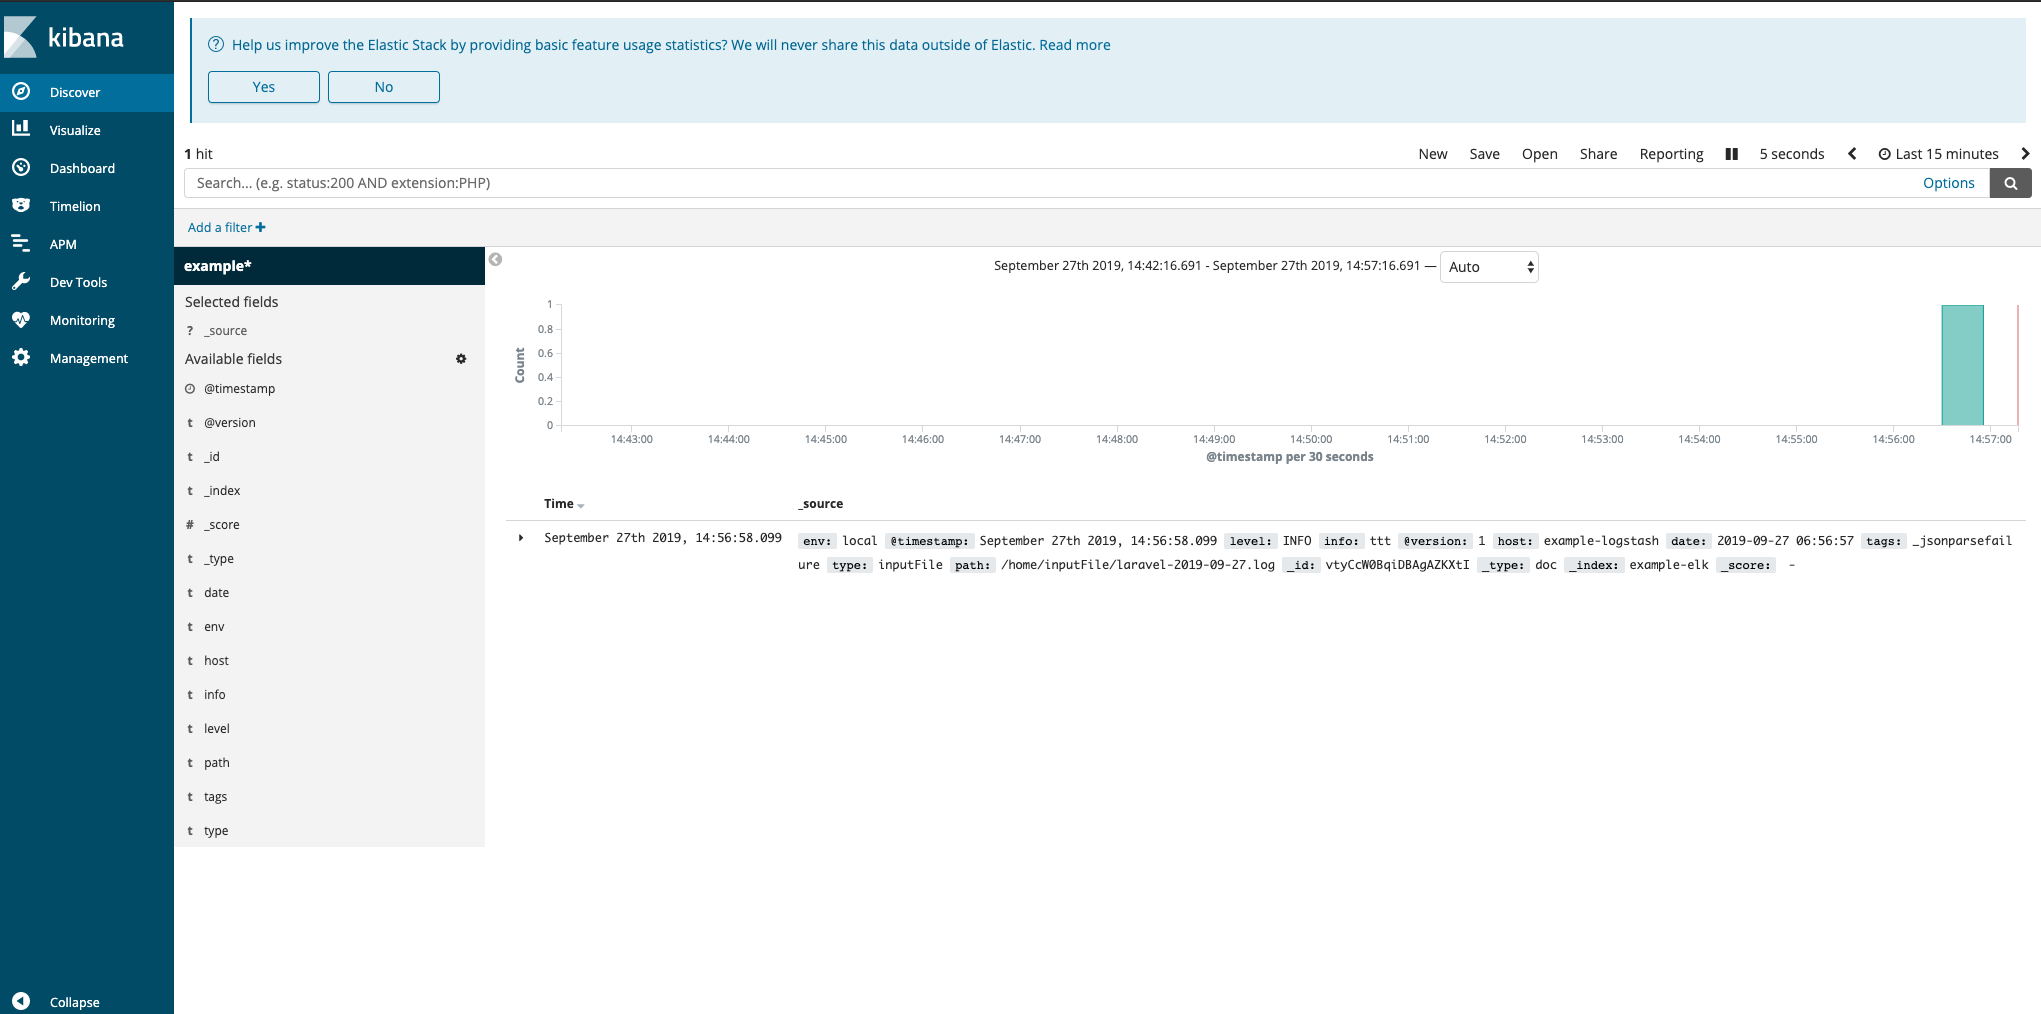 kibana
Discover
Visualize
Dashboard
Timelion
APM
Dev Tools
Monitoring
Management
Collapse
Help us improve the Elastic Stack by providing basic feature usage statistics? We will never share this data outside of Elastic. Read more
Yes No
1 hit
New Save Open Share Reporting 5 seconds Last 15 minutes
Search... (e.g. status:200 AND extension:PHP) Options
Add a filter
example*
Selected fields
? _source
Available fields
@timestamp
t @version
t _id
t _index
# _score
t _type
t date
t env
t host
t info
t level
t path
t tags
t type
September 27th 2019, 14:42:16.691 - September 27th 2019, 14:57:16.691 — Auto
Count
1
0.8
0.6
0.4
0.2
0
14:43:00 14:44:00 14:45:00 14:46:00 14:47:00 14:48:00 14:49:00 14:50:00 14:51:00 14:52:00 14:53:00 14:54:00 14:55:00 14:56:00 14:57:00
@timestamp per 30 seconds
Time _source
September 27th 2019, 14:56:58.099 env: local @timestamp: September 27th 2019, 14:56:58.099 level: INFO info: ttt @version: 1 host: example-logstash date: 2019-09-27 06:56:57 tags: _jsonparsefail
ure type: inputFile path: /home/inputFile/laravel-2019-09-27.log _id: vtyCcW0BqiDBAgAZKXtI _type: doc _index: example-elk _score: -